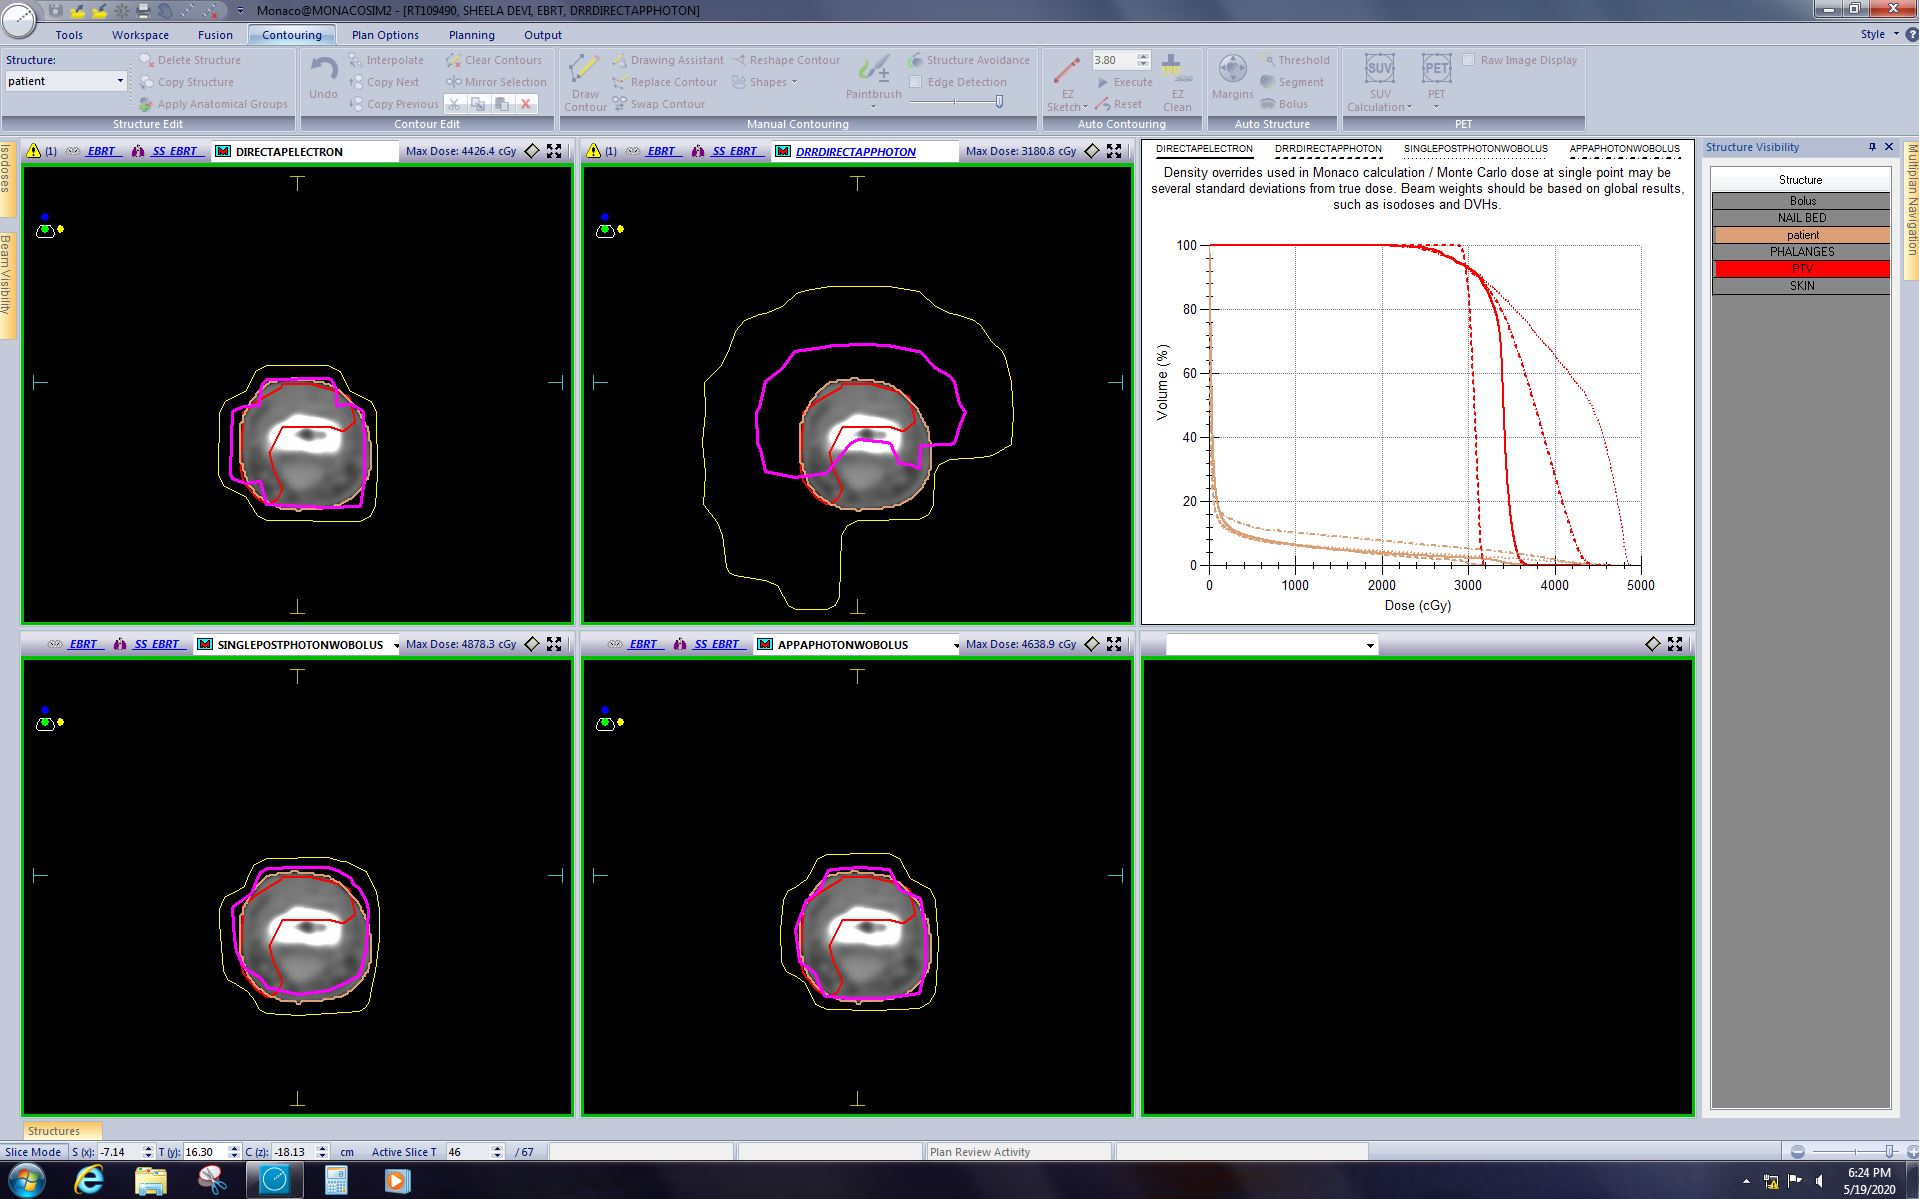 Monaco@MONACOSIM2 - [RT109490, SHEELA DEVI, EBRT, DRRDIRECTAPPHOTON]
Tools Workspace Fusion Contouring Plan Options Planning Output Style
Structure: Delete Structure Interpolate Clear Contours Drawing Assistant Reshape Contour Structure Avoidance 3.80 Threshold Raw Image Display
patient Copy Structure Undo Copy Next Mirror Selection Draw Contour Replace Contour Shapes Paintbrush Edge Detection EZ Sketch Execute EZ Clean Margins Segment SUV Calculation PET
Apply Anatomical Groups Copy Previous Swap Contour Reset Bolus
Structure Edit Contour Edit Manual Contouring Auto Contouring Auto Structure PET
Isodoses
Beam Visibility
(1) EBRT SS_EBRT DIRECTAPELECTRON Max Dose: 4426.4 cGy
(1) EBRT SS_EBRT DRRDIRECTAPPHOTON Max Dose: 3180.8 cGy
DIRECTAPELECTRON DRRDIRECTAPPHOTON SINGLEPOSTPHOTONWOBOLUS APPAPHOTONWOBOLUS
Density overrides used in Monaco calculation / Monte Carlo dose at single point may be
several standard deviations from true dose. Beam weights should be based on global results,
such as isodoses and DVHs.
100
80
60
40
20
0
Volume (%)
0 1000 2000 3000 4000 5000
Dose (cGy)
Structure Visibility
Structure
Bolus
NAIL BED
patient
PHALANGES
PTV
SKIN
Multiplan Navigation
EBRT SS_EBRT SINGLEPOSTPHOTONWOBOLUS Max Dose: 4878.3 cGy
EBRT SS_EBRT APPAPHOTONWOBOLUS Max Dose: 4638.9 cGy
Structures
Slice Mode S (x): -7.14 T (y): 16.30 C (z): -18.13 cm Active Slice T 46 / 67 Plan Review Activity
6:24 PM
5/19/2020